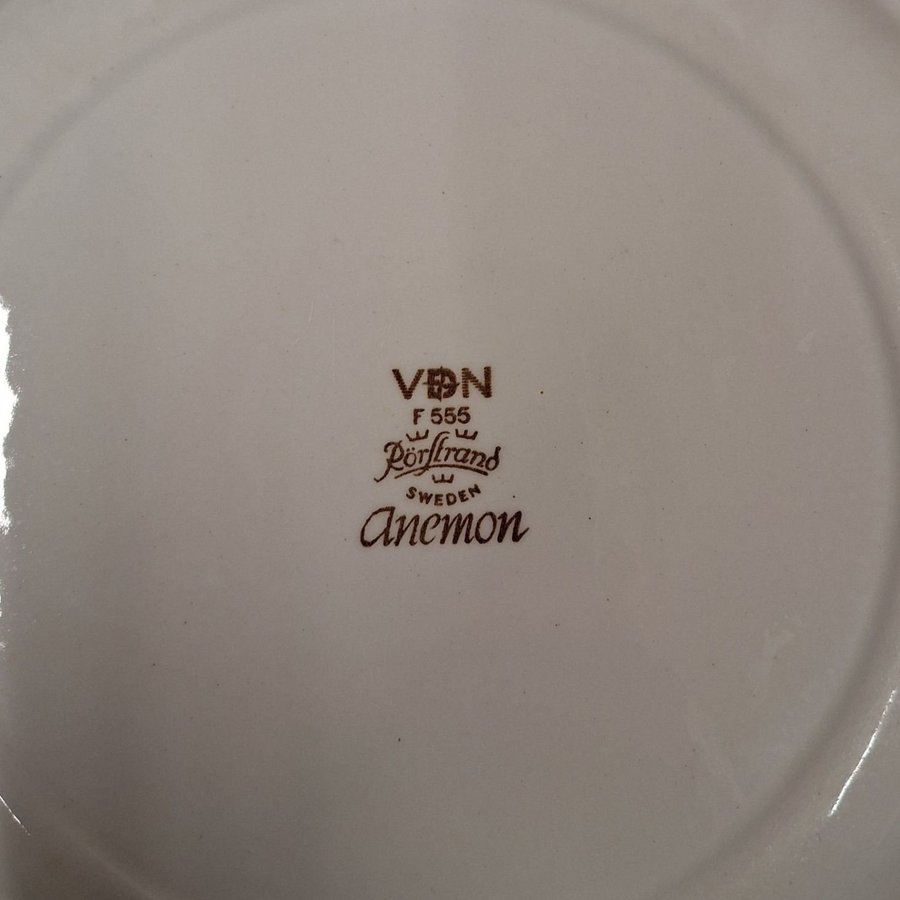 VDN
F 555
Rörstrand
SWEDEN
Anemon